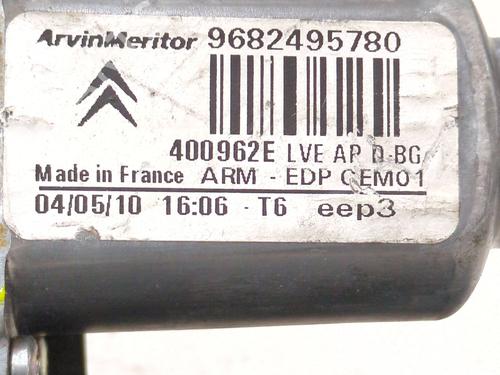 ArvinMeritor 9682495780
400962E LVE AP D-BG
Made in France ARM - EDP CEM01
04/05/10 16:06 - T6 eep3